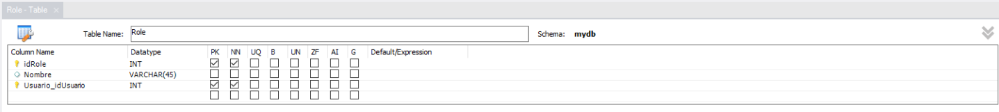 Role - Table ×
Table Name: Role Schema: mydb
Column Name Datatype PK NN UQ B UN ZF AI G Default/Expression
idRole INT
Nombre VARCHAR(45)
Usuario_idUsuario INT